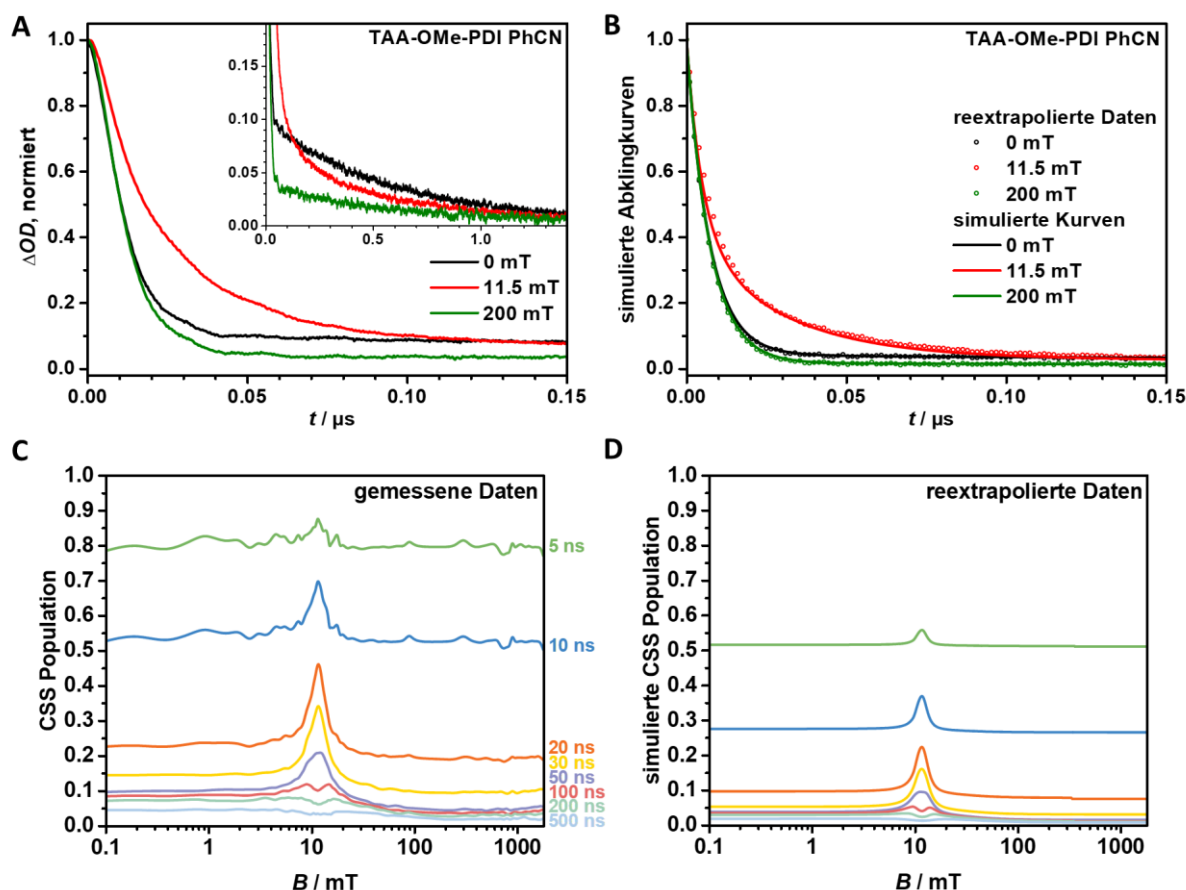 A
TAA-OMe-PDI PhCN
ΔOD, normiert
1.0
0.8
0.6
0.4
0.2
0.0
0.00
0.05
0.10
0.15
t / µs
0.15
0.10
0.05
0.00
0.0
0.5
1.0
0 mT
11.5 mT
200 mT
B
TAA-OMe-PDI PhCN
simulierte Abklingkurven
1.0
0.8
0.6
0.4
0.2
0.0
0.00
0.05
0.10
0.15
t / µs
reextrapolierte Daten
0 mT
11.5 mT
200 mT
simulierte Kurven
0 mT
11.5 mT
200 mT
C
gemessene Daten
CSS Population
1.0
0.9
0.8
0.7
0.6
0.5
0.4
0.3
0.2
0.1
0.0
0.1
1
10
100
1000
B / mT
5 ns
10 ns
20 ns
30 ns
50 ns
100 ns
200 ns
500 ns
D
reextrapolierte Daten
simulierte CSS Population
1.0
0.9
0.8
0.7
0.6
0.5
0.4
0.3
0.2
0.1
0.0
0.1
1
10
100
1000
B / mT